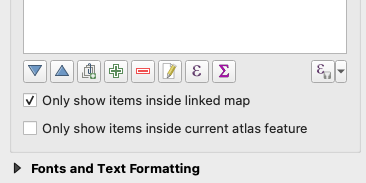 ε Σ ε
Only show items inside linked map
Only show items inside current atlas feature
Fonts and Text Formatting